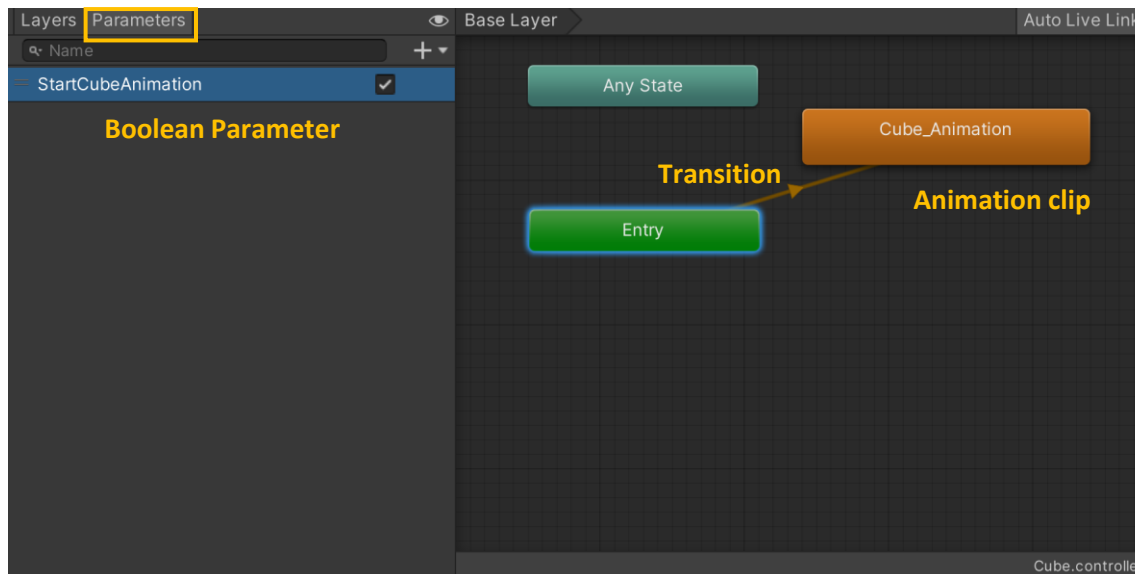 Layers Parameters
Base Layer
Auto Live Link
Name
StartCubeAnimation
Boolean Parameter
Any State
Cube_Animation
Transition
Animation clip
Entry
Cube.controlle